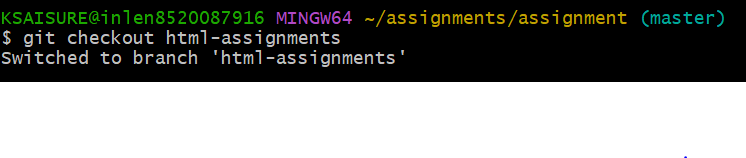 KSAISURE@inlen8520087916 MINGW64 ~/assignments/assignment (master)
$ git checkout html-assignments
Switched to branch 'html-assignments'